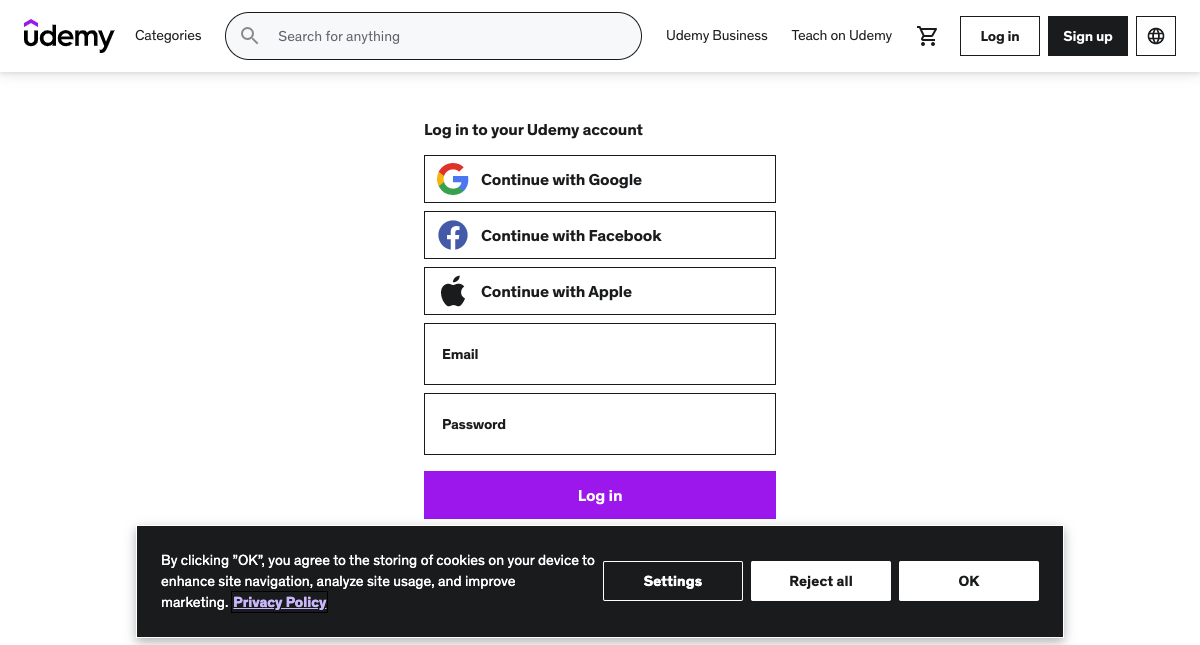 udemy
Categories
Search for anything
Udemy Business
Teach on Udemy
Log in
Sign up
Log in to your Udemy account
Continue with Google
Continue with Facebook
Continue with Apple
Email
Password
Log in
By clicking ”OK”, you agree to the storing of cookies on your device to
enhance site navigation, analyze site usage, and improve
marketing. Privacy Policy
Settings
Reject all
OK